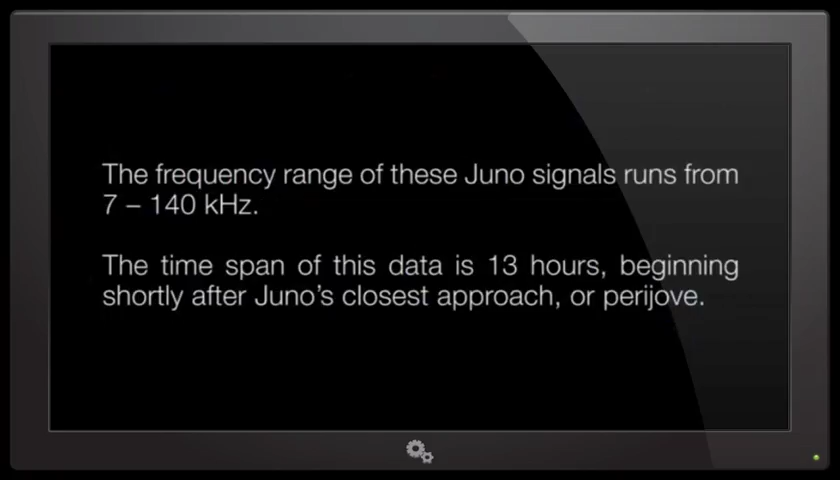 The frequency range of these Juno signals runs from
7 – 140 kHz.
The time span of this data is 13 hours, beginning
shortly after Juno’s closest approach, or perijove.